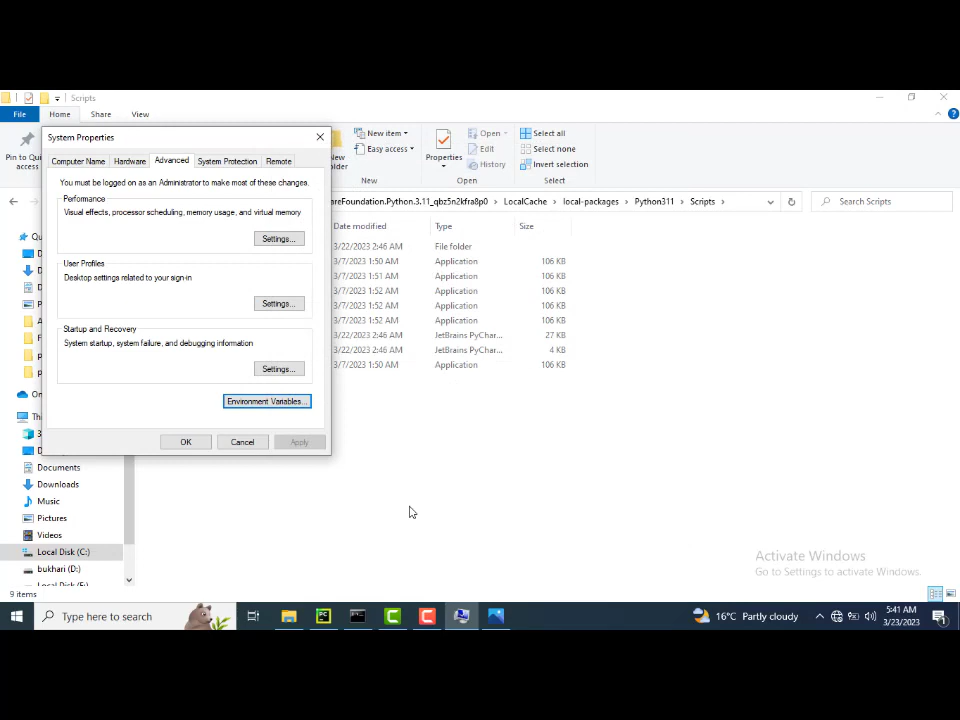 Scripts
File Home Share View
System Properties
Computer Name Hardware Advanced System Protection Remote
You must be logged on as an Administrator to make most of these changes.
Performance
Visual effects, processor scheduling, memory usage, and virtual memory
Settings...
User Profiles
Desktop settings related to your sign-in
Settings...
Startup and Recovery
System startup, system failure, and debugging information
Settings...
Environment Variables...
OK Cancel Apply
Pin to Qui
access
New
folder
New item
Easy access
New
Properties
Open
Edit
History
Open
Select all
Select none
Invert selection
Select
areFoundation.Python.3.11_qbz5n2kfra8p0 > LocalCache > local-packages > Python311 > Scripts >
Search Scripts
Date modified Type Size
3/22/2023 2:46 AM File folder
3/7/2023 1:50 AM Application 106 KB
3/7/2023 1:51 AM Application 106 KB
3/7/2023 1:52 AM Application 106 KB
3/7/2023 1:52 AM Application 106 KB
3/7/2023 1:52 AM Application 106 KB
3/22/2023 2:46 AM JetBrains PyChar... 27 KB
3/22/2023 2:46 AM JetBrains PyChar... 4 KB
3/7/2023 1:50 AM Application 106 KB
Qu
On
Thi
Documents
Downloads
Music
Pictures
Videos
Local Disk (C:)
bukhari (D:)
9 items
Activate Windows
Go to Settings to activate Windows.
Type here to search
16°C Partly cloudy
5:41 AM
3/23/2023
1